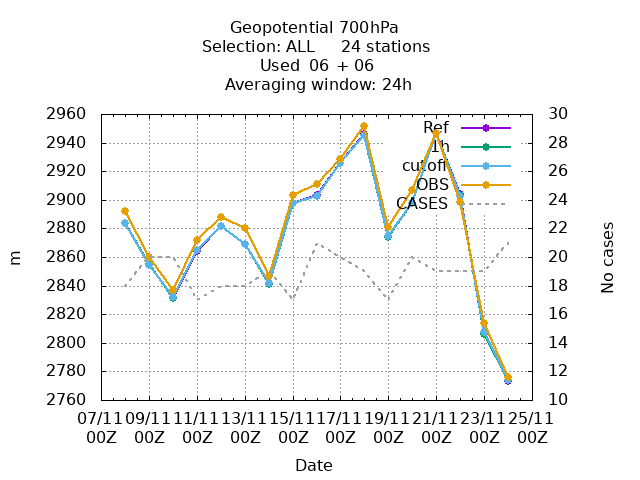 Geopotential 700hPa
Selection: ALL 24 stations
Used 06 + 06
Averaging window: 24h
2960
2940
2920
2900
2880
2860
2840
2820
2800
2780
2760
m
30
28
26
24
22
20
18
16
14
12
10
No cases
Ref
1h
cutoff
OBS
CASES
07/11 09/11 11/11 13/11 15/11 17/11 19/11 21/11 23/11 25/11
00Z 00Z 00Z 00Z 00Z 00Z 00Z 00Z 00Z 00Z
Date